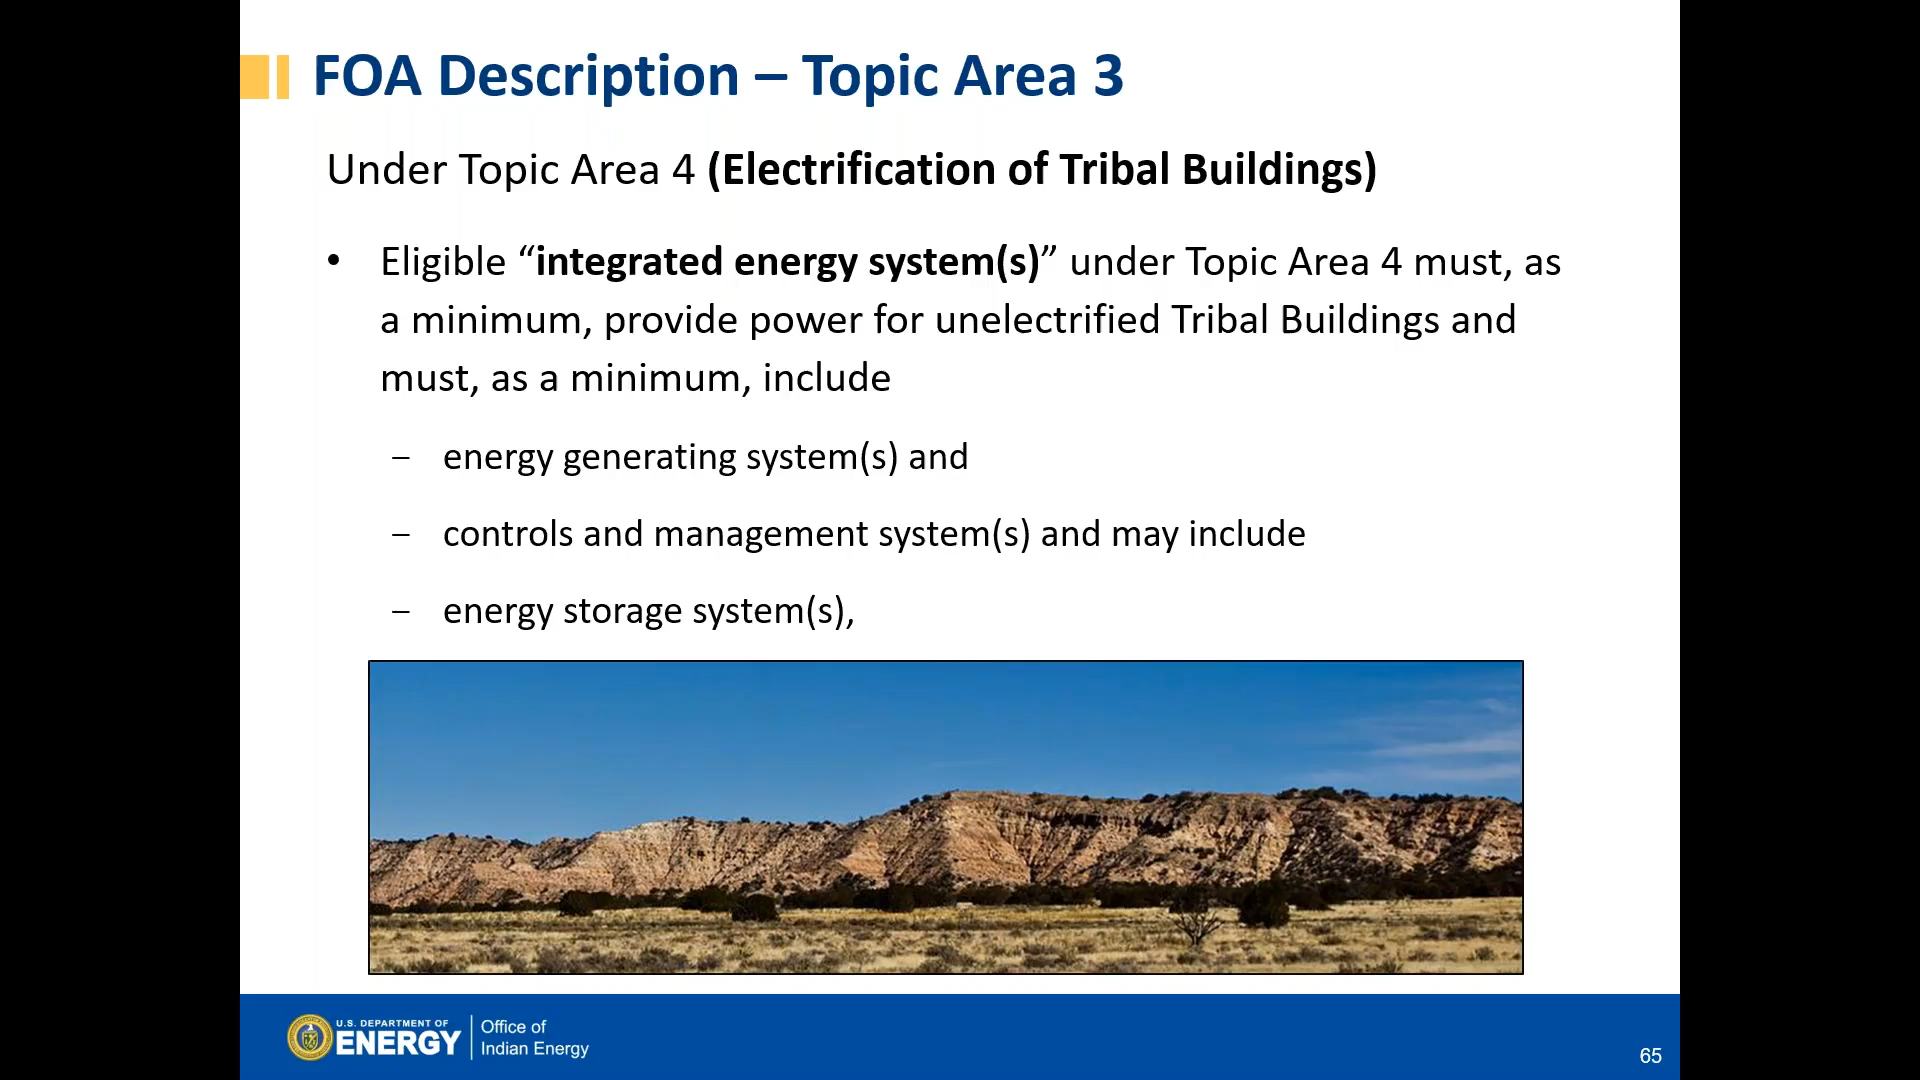 FOA Description – Topic Area 3
Under Topic Area 4 (Electrification of Tribal Buildings)
• Eligible “integrated energy system(s)” under Topic Area 4 must, as
a minimum, provide power for unelectrified Tribal Buildings and
must, as a minimum, include
– energy generating system(s) and
– controls and management system(s) and may include
– energy storage system(s),
U.S. DEPARTMENT OF
ENERGY
Office of
Indian Energy
65